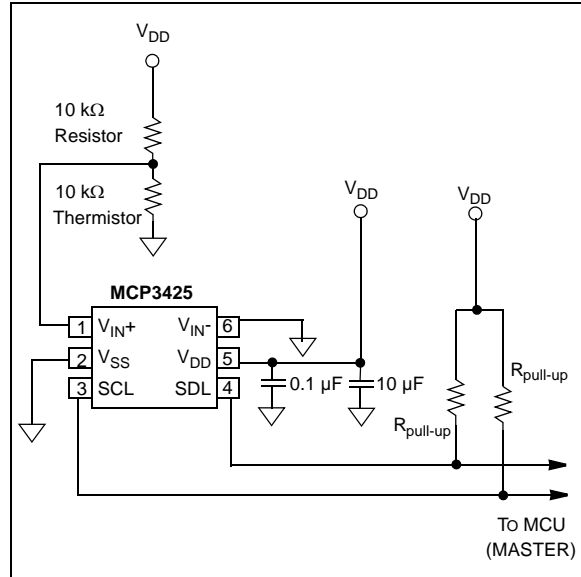 VDD
10 kΩ
Resistor
10 kΩ
Thermistor
VDD
VDD
MCP3425
1 VIN+ VIN- 6
2 VSS VDD 5
3 SCL SDL 4
0.1 µF
10 µF
Rpull-up
Rpull-up
TO MCU
(MASTER)